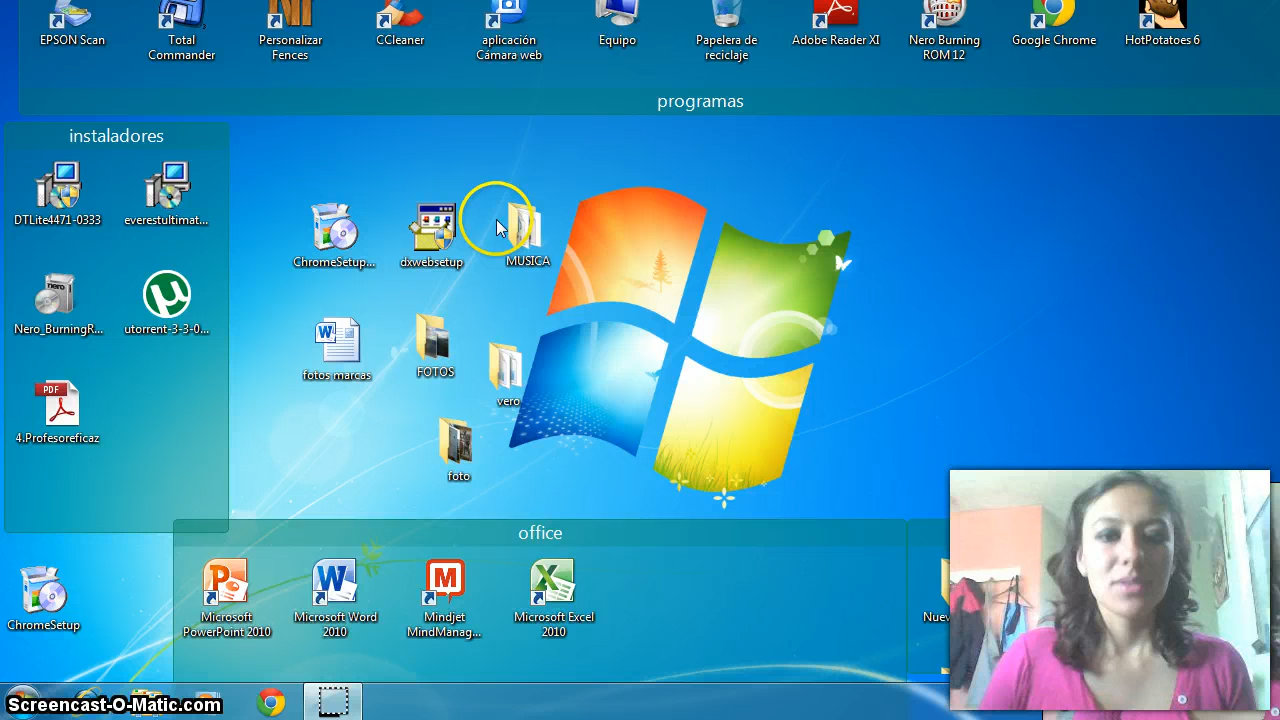 EPSON Scan
Total Commander
Personalizar Fences
CCleaner
aplicación Cámara web
Equipo
Papelera de reciclaje
Adobe Reader XI
Nero Burning ROM 12
Google Chrome
HotPotatoes 6
programas
instaladores
DTLite4471-0333
everestultimat...
Nero_BurningR...
utorrent-3-3-0...
PDF
4.Profesoreficaz
ChromeSetup...
dxwebsetup
MUSICA
fotos marcas
FOTOS
vero
foto
office
Microsoft PowerPoint 2010
Microsoft Word 2010
Mindjet MindManag...
Microsoft Excel 2010
ChromeSetup
Screencast-O-Matic.com